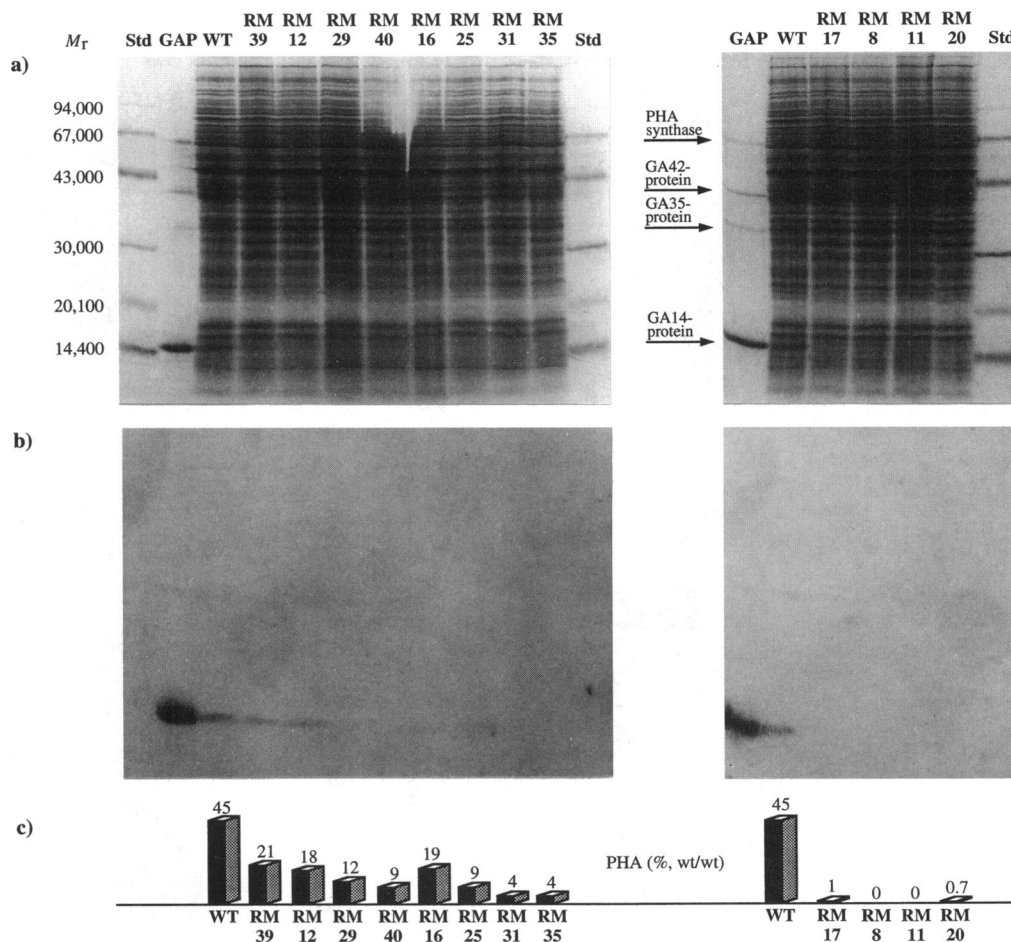 a)
Mr Std GAP WT RM 39 RM 12 RM 29 RM 40 RM 16 RM 25 RM 31 RM 35 Std
94,000
67,000
43,000
30,000
20,100
14,400
GAP WT RM 17 RM 8 RM 11 RM 20 Std
PHA
synthase
GA42-
protein
GA35-
protein
GA14-
protein
b)
c)
45 21 18 12 9 19 9 4 4
WT RM 39 RM 12 RM 29 RM 40 RM 16 RM 25 RM 31 RM 35
PHA (%, wt/wt)
45 1 0 0 0.7
WT RM 17 RM 8 RM 11 RM 20